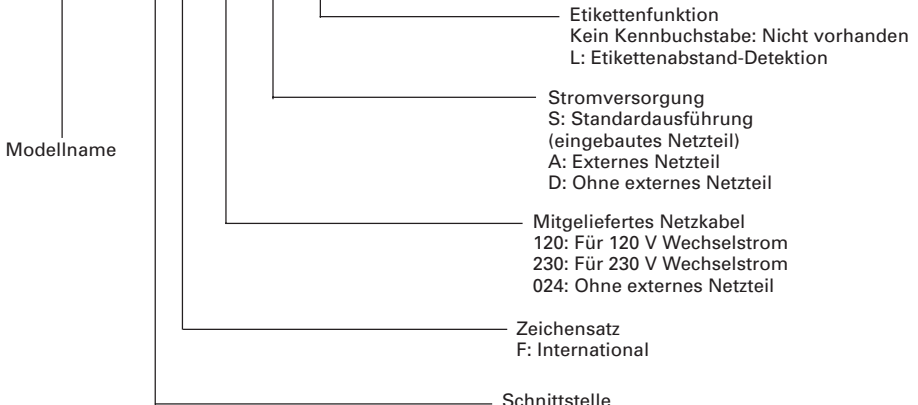 Etikettenfunktion
Kein Kennbuchstabe: Nicht vorhanden
L: Etikettenabstand-Detektion
Stromversorgung
S: Standardausführung
(eingebautes Netzteil)
A: Externes Netzteil
D: Ohne externes Netzteil
Modellname
Mitgeliefertes Netzkabel
120: Für 120 V Wechselstrom
230: Für 230 V Wechselstrom
024: Ohne externes Netzteil
Zeichensatz
F: International
Schnittstelle